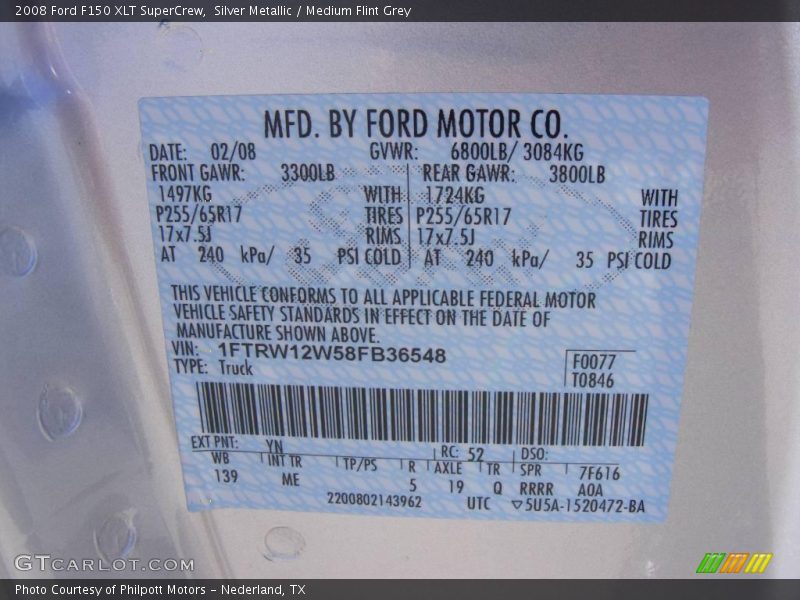 2008 Ford F150 XLT SuperCrew,  Silver Metallic / Medium Flint Grey
MFD. BY FORD MOTOR CO.
DATE: 02/08 GVWR: 6800LB/ 3084KG
FRONT GAWR: 3300LB REAR GAWR: 3800LB
1497KG WITH 1724KG WITH
P255/65R17 TIRES P255/65R17 TIRES
17x7.5J RIMS 17x7.5J RIMS
AT 240 kPa/ 35 PSI COLD AT 240 kPa/ 35 PSI COLD
THIS VEHICLE CONFORMS TO ALL APPLICABLE FEDERAL MOTOR
VEHICLE SAFETY STANDARDS IN EFFECT ON THE DATE OF
MANUFACTURE SHOWN ABOVE.
VIN: 1FTRW12W58FB36548
TYPE: Truck
F0077
T0846
EXT PNT: YN RC: 52 DSO:
WB INT TR TP/PS R AXLE TR SPR 7F616
139 ME 5 19 Q RRRR AOA
2200802143962 UTC ▽5U5A-1520472-BA
GTCARLOT.COM
Photo Courtesy of Philpott Motors - Nederland, TX